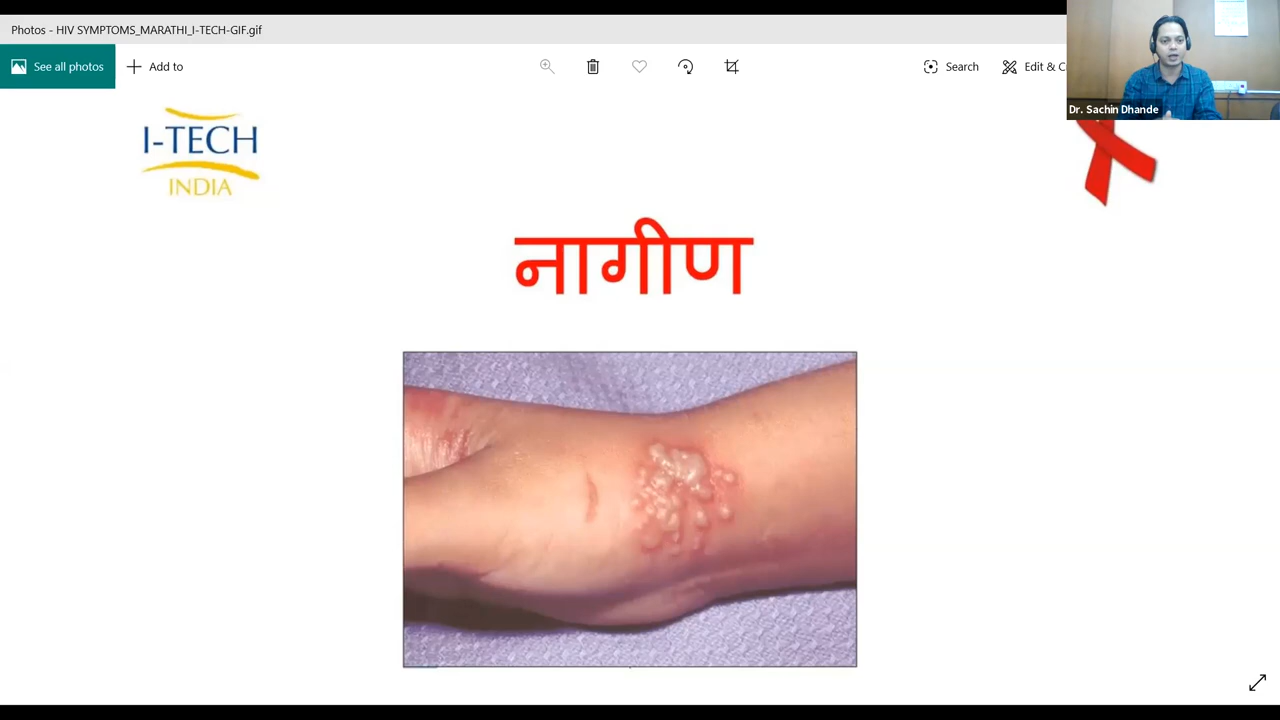 Photos - HIV SYMPTOMS_MARATHI_I-TECH-GIF.gif
See all photos
Add to
Search
Edit & C
Dr. Sachin Dhande
I-TECH
INDIA
नागीण